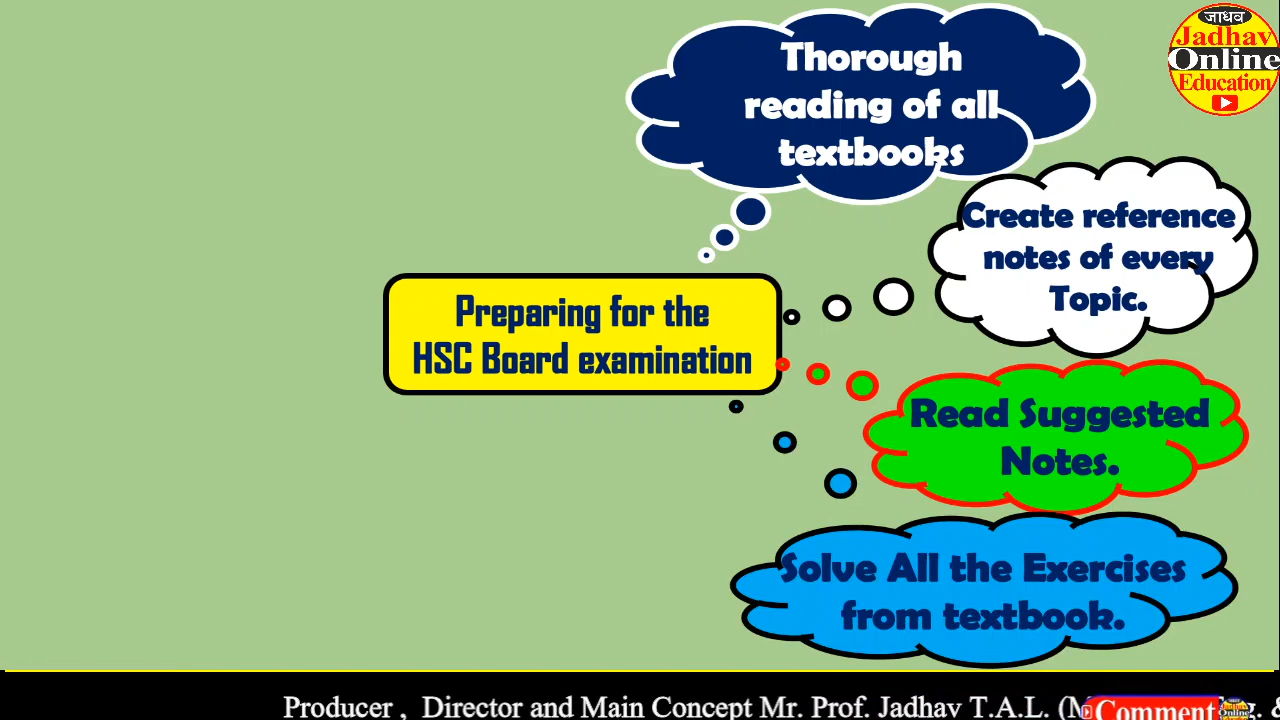 Thorough
reading of all
textbooks
जाधव
Jadhav
Online
Education
Create reference
notes of every
Topic.
Preparing for the
HSC Board examination
Read Suggested
Notes.
Solve All the Exercises
from textbook.
Producer , Director and Main Concept Mr. Prof. Jadhav T.A.L.
Comment